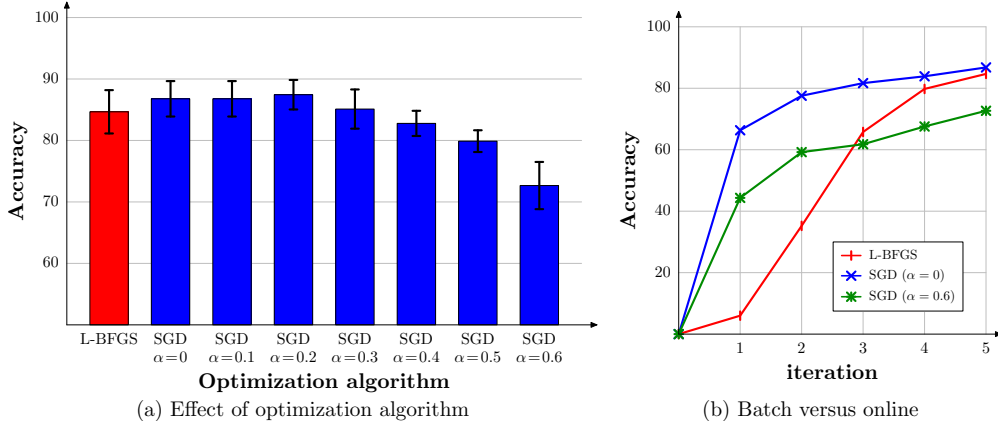 100
90
80
70
60
Accuracy
L-BFGS SGD SGD SGD SGD SGD SGD SGD
α=0 α=0.1 α=0.2 α=0.3 α=0.4 α=0.5 α=0.6
Optimization algorithm
(a) Effect of optimization algorithm
100
80
60
40
20
Accuracy
L-BFGS
SGD (α = 0)
SGD (α = 0.6)
1 2 3 4 5
iteration
(b) Batch versus online